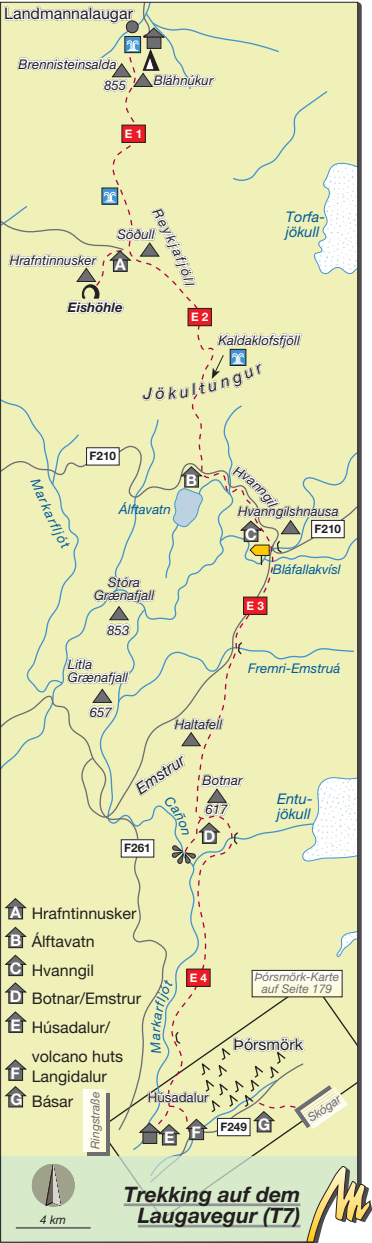 Landmannalaugar
Brennisteinsalda
855
Bláhnúkur
E 1
Torfa-
jökull
Reykjafjöll
Söðull
Hrafntinnusker
A
Eishöhle
E 2
Kaldaklofsfjöll
Jökultungur
F210
Markarfljót
B
Hvanngil
Álftavatn
Hvanngilshnausa
C
F210
Bláfallakvísl
Stóra
Grænafjall
853
E 3
Litla
Grænafjall
657
Fremri-Emstruá
Haltafell
Emstrur
Botnar
617
Entu-
jökull
Cañon
D
F261
A Hrafntinnusker
B Álftavatn
C Hvanngil
D Botnar/Emstrur
E Húsadalur/
volcano huts
F Langidalur
G Básar
E 4
Markarfljót
Þórsmörk-Karte
auf Seite 179
Þórsmörk
Ringstraße
Húsadalur
Skógar
E
F
F249
G
4 km
Trekking auf dem
Laugavegur (T7)